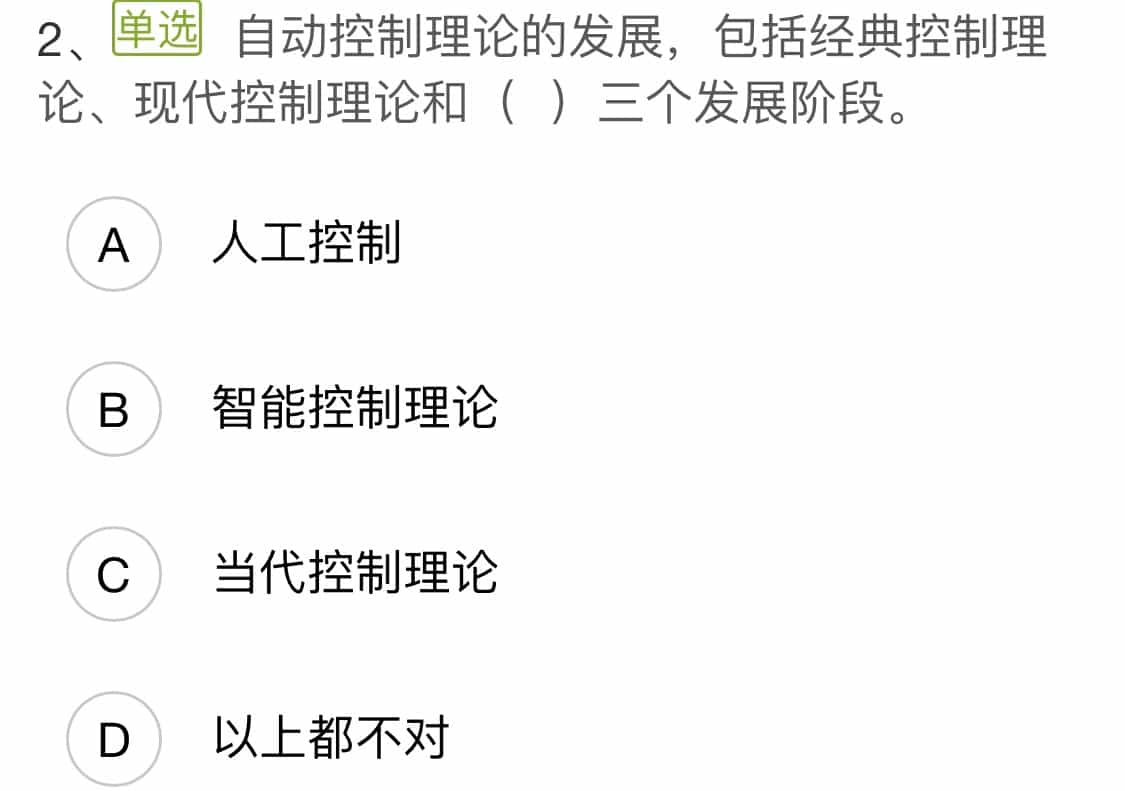 2、单选 自动控制理论的发展，包括经典控制理
论、现代控制理论和（ ）三个发展阶段。
A 人工控制
B 智能控制理论
C 当代控制理论
D 以上都不对